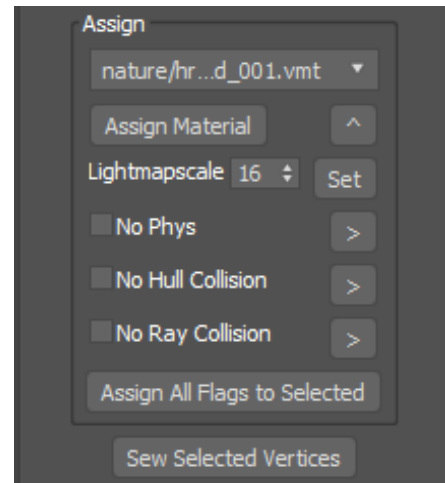 Assign
nature/hr...d_001.vmt
Assign Material ^
Lightmapscale 16 Set
No Phys >
No Hull Collision >
No Ray Collision >
Assign All Flags to Selected
Sew Selected Vertices